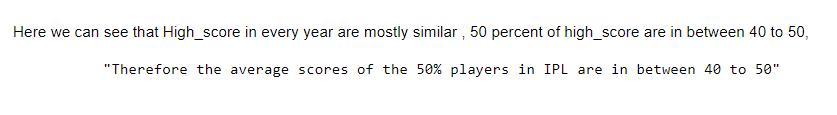 Here we can see that High_score in every year are mostly similar , 50 percent of high_score are in between 40 to 50,
"Therefore the average scores of the 50% players in IPL are in between 40 to 50"